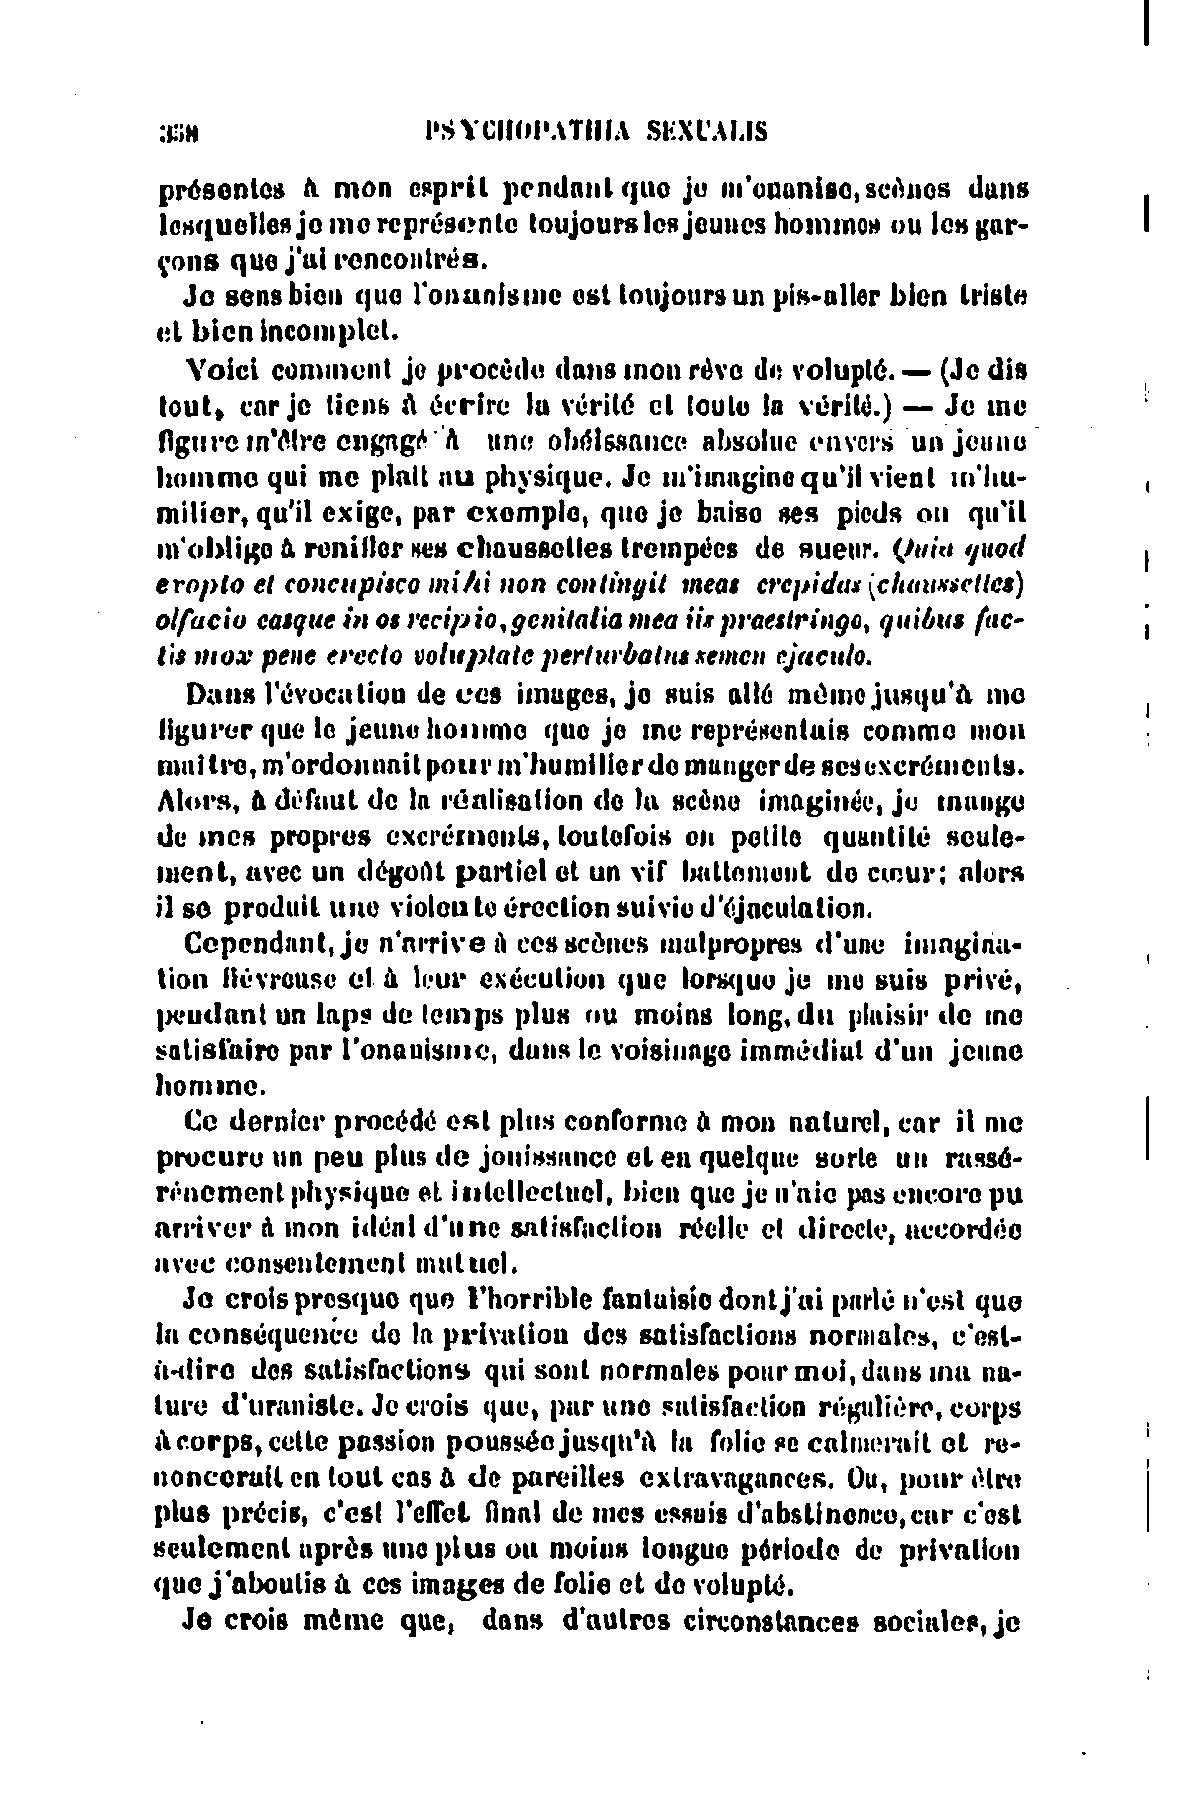 358 PSYCHOPATHIA SEXUALIS
présentes à mon esprit pendant que je m'onanise, scènes dans
lesquelles je me représente toujours les jeunes hommes ou les gar-
çons que j'ai rencontrés.
Je sens bien que l'onanisme est toujours un pis-aller bien triste
et bien incomplet.
Voici comment je procède dans mon rêve de volupté. — (Je dis
tout, car je tiens à écrire la vérité et toute la vérité.) — Je me
figure m'être engagé à une obéissance absolue envers un jeune
homme qui me plaît au physique. Je m'imagine qu'il vient m'hu-
milier, qu'il exige, par exemple, que je baise ses pieds ou qu'il
m'oblige à renifler ses chaussettes trempées de sueur. Quia quod
eropto et concupisco mihi non contingit meas crepidas (chaussettes)
olfacio easque in os recipio, genitalia mea iis praestringo, quibus fac-
tis mox pene erecto voluptate perturbatus semen ejaculo.
Dans l'évocation de ces images, je suis allé même jusqu'à me
figurer que le jeune homme que je me représentais comme mon
maître, m'ordonnait pour m'humilier de manger de ses excréments.
Alors, à défaut de la réalisation de la scène imaginée, je mange
de mes propres excréments, toutefois en petite quantité seule-
ment, avec un dégoût partiel et un vif battement de cœur; alors
il se produit une violente érection suivie d'éjaculation.
Cependant, je n'arrive à ces scènes malpropres d'une imagina-
tion fiévreuse et à leur exécution que lorsque je me suis privé,
pendant un laps de temps plus ou moins long, du plaisir de me
satisfaire par l'onanisme, dans le voisinage immédiat d'un jeune
homme.
Ce dernier procédé est plus conforme à mon naturel, car il me
procure un peu plus de jouissance et en quelque sorte un rassé-
rénement physique et intellectuel, bien que je n'aie pas encore pu
arriver à mon idéal d'une satisfaction réelle et directe, accordée
avec consentement mutuel.
Je crois presque que l'horrible fantaisie dont j'ai parlé n'est que
la conséquence de la privation des satisfactions normales, c'est-
à-dire des satisfactions qui sont normales pour moi, dans ma na-
ture d'uraniste. Je crois que, par une satisfaction régulière, corps
à corps, cette passion poussée jusqu'à la folie se calmerait et re-
noncerait en tout cas à de pareilles extravagances. Ou, pour être
plus précis, c'est l'effet final de mes essais d'abstinence, car c'est
seulement après une plus ou moins longue période de privation
que j'aboutis à ces images de folie et de volupté.
Je crois même que, dans d'autres circonstances sociales, je